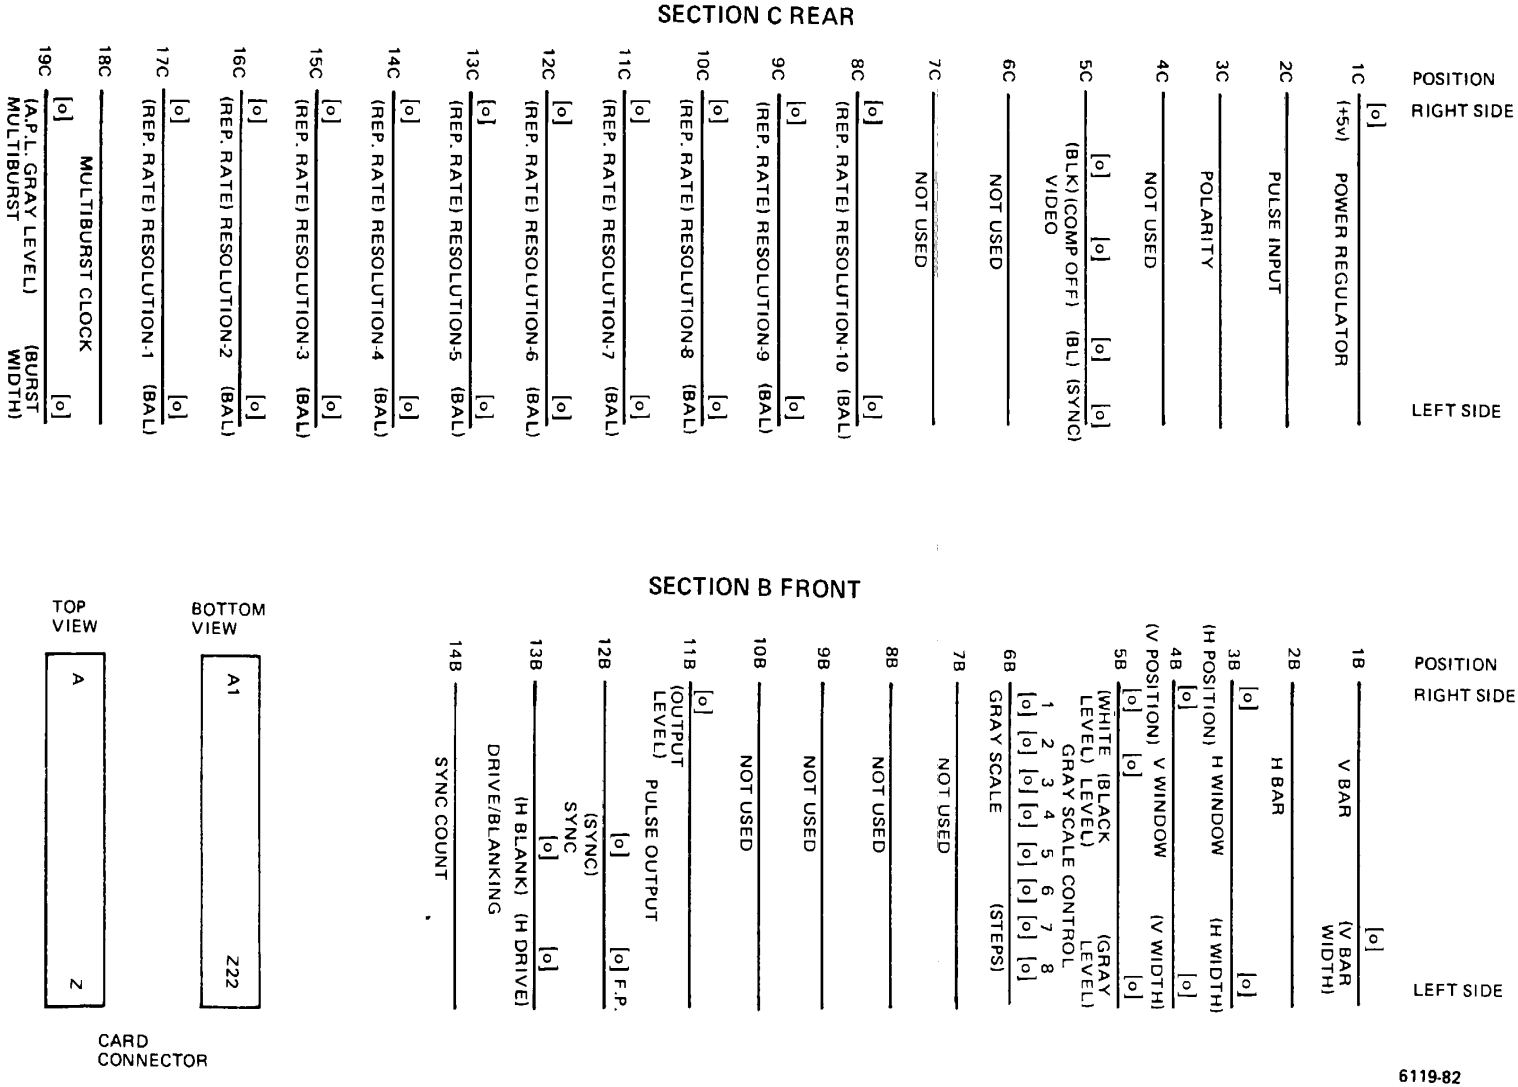 SECTION C REAR
POSITION
RIGHT SIDE
LEFT SIDE
1C
[o]
(+5v) POWER REGULATOR
2C
PULSE INPUT
3C
POLARITY
4C
NOT USED
5C
[o] [o] [o] [o]
(BLK) (COMP OFF) (BL) (SYNC)
VIDEO
6C
NOT USED
7C
NOT USED
8C
[o] [o]
(REP. RATE) RESOLUTION-10 (BAL)
9C
[o] [o]
(REP. RATE) RESOLUTION-9 (BAL)
10C
[o] [o]
(REP. RATE) RESOLUTION-8 (BAL)
11C
[o] [o]
(REP. RATE) RESOLUTION-7 (BAL)
12C
[o] [o]
(REP. RATE) RESOLUTION-6 (BAL)
13C
[o] [o]
(REP. RATE) RESOLUTION-5 (BAL)
14C
[o] [o]
(REP. RATE) RESOLUTION-4 (BAL)
15C
[o] [o]
(REP. RATE) RESOLUTION-3 (BAL)
16C
[o] [o]
(REP. RATE) RESOLUTION-2 (BAL)
17C
[o] [o]
(REP. RATE) RESOLUTION-1 (BAL)
18C
MULTIBURST CLOCK
19C
[o] [o]
(A.P.L. GRAY LEVEL) (BURST
MULTIBURST WIDTH)
SECTION B FRONT
POSITION
RIGHT SIDE
LEFT SIDE
1B
[o]
V BAR (V BAR
WIDTH)
2B
H BAR
3B
[o] [o]
(H POSITION) H WINDOW (H WIDTH)
4B
[o] [o]
(V POSITION) V WINDOW (V WIDTH)
5B
[o] [o] [o]
(WHITE (BLACK (GRAY
LEVEL) LEVEL) LEVEL)
GRAY SCALE CONTROL
6B
1 2 3 4 5 6 7 8
[o] [o] [o] [o] [o] [o] [o] [o]
GRAY SCALE (STEPS)
7B
NOT USED
8B
NOT USED
9B
NOT USED
10B
NOT USED
11B
[o]
(OUTPUT
LEVEL) PULSE OUTPUT
12B
[o] [o] F.P.
(SYNC)
SYNC
13B
[o] [o]
(H BLANK) (H DRIVE)
DRIVE/BLANKING
14B
SYNC COUNT
TOP
VIEW
A
Z
BOTTOM
VIEW
A1
Z22
CARD
CONNECTOR
6119-82